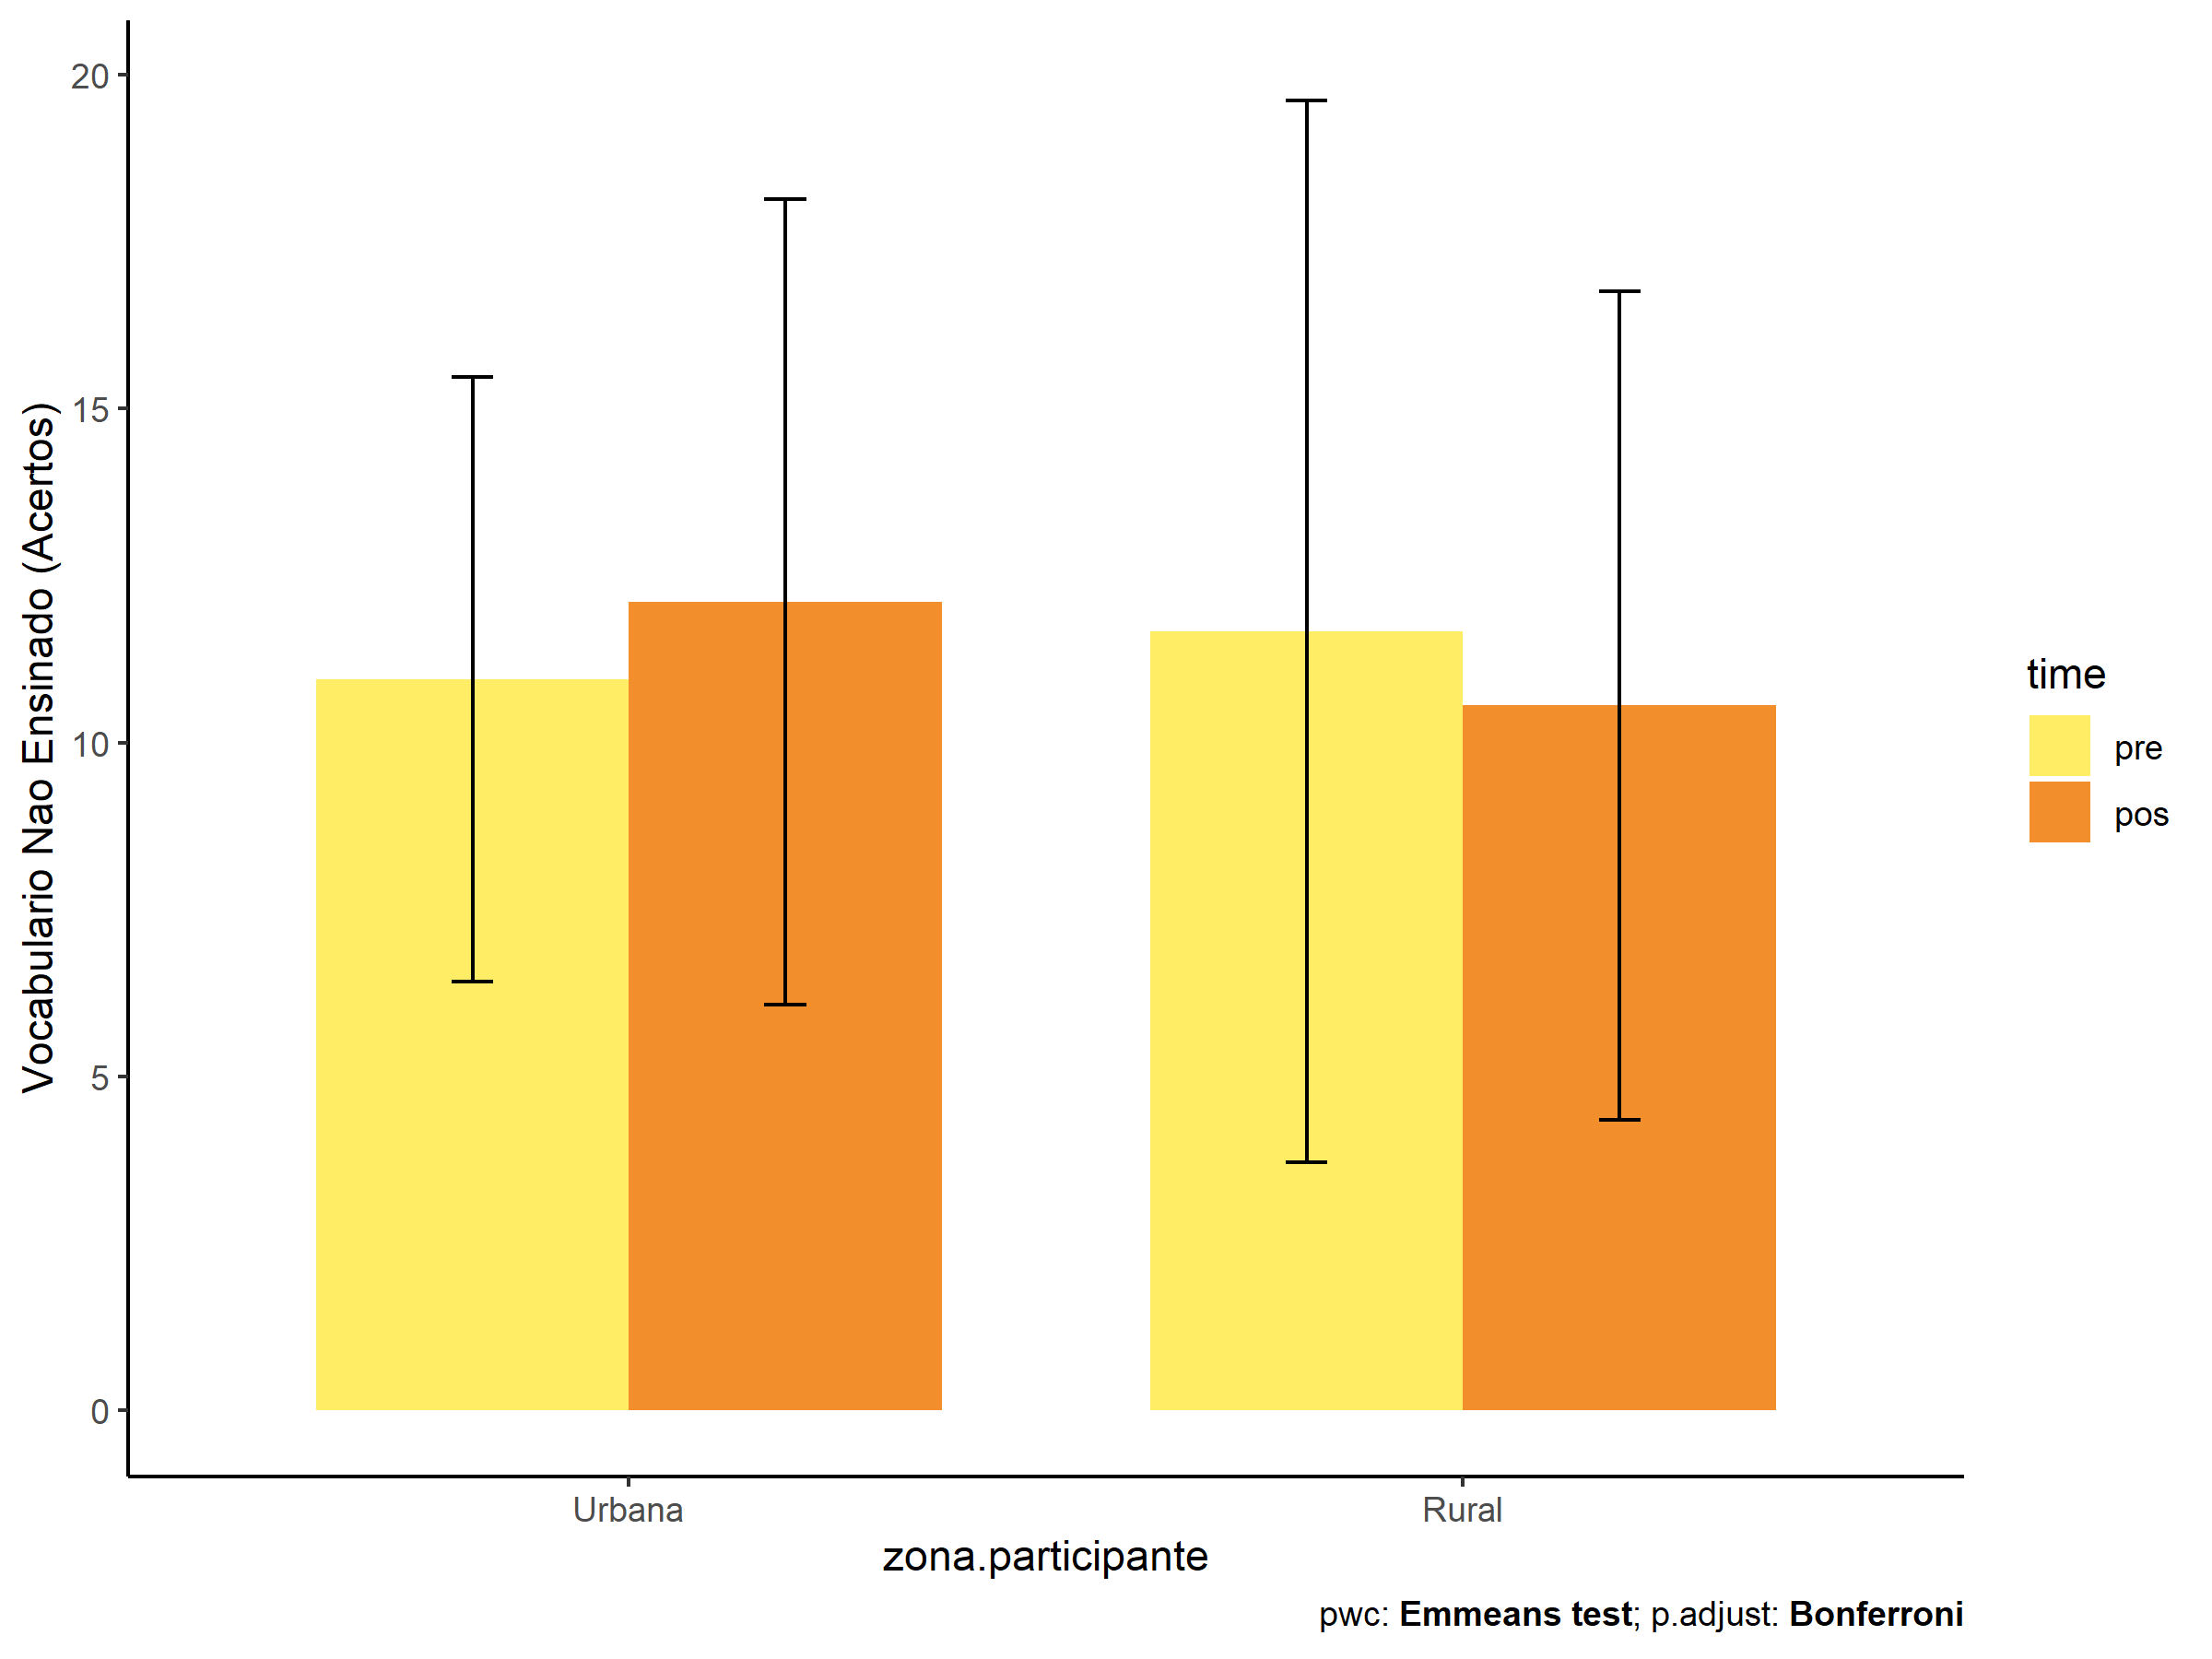 Vocabulario Nao Ensinado (Acertos)
20
15
10
5
0
Urbana
Rural
zona.participante
pwc: Emmeans test; p.adjust: Bonferroni
time
pre
pos